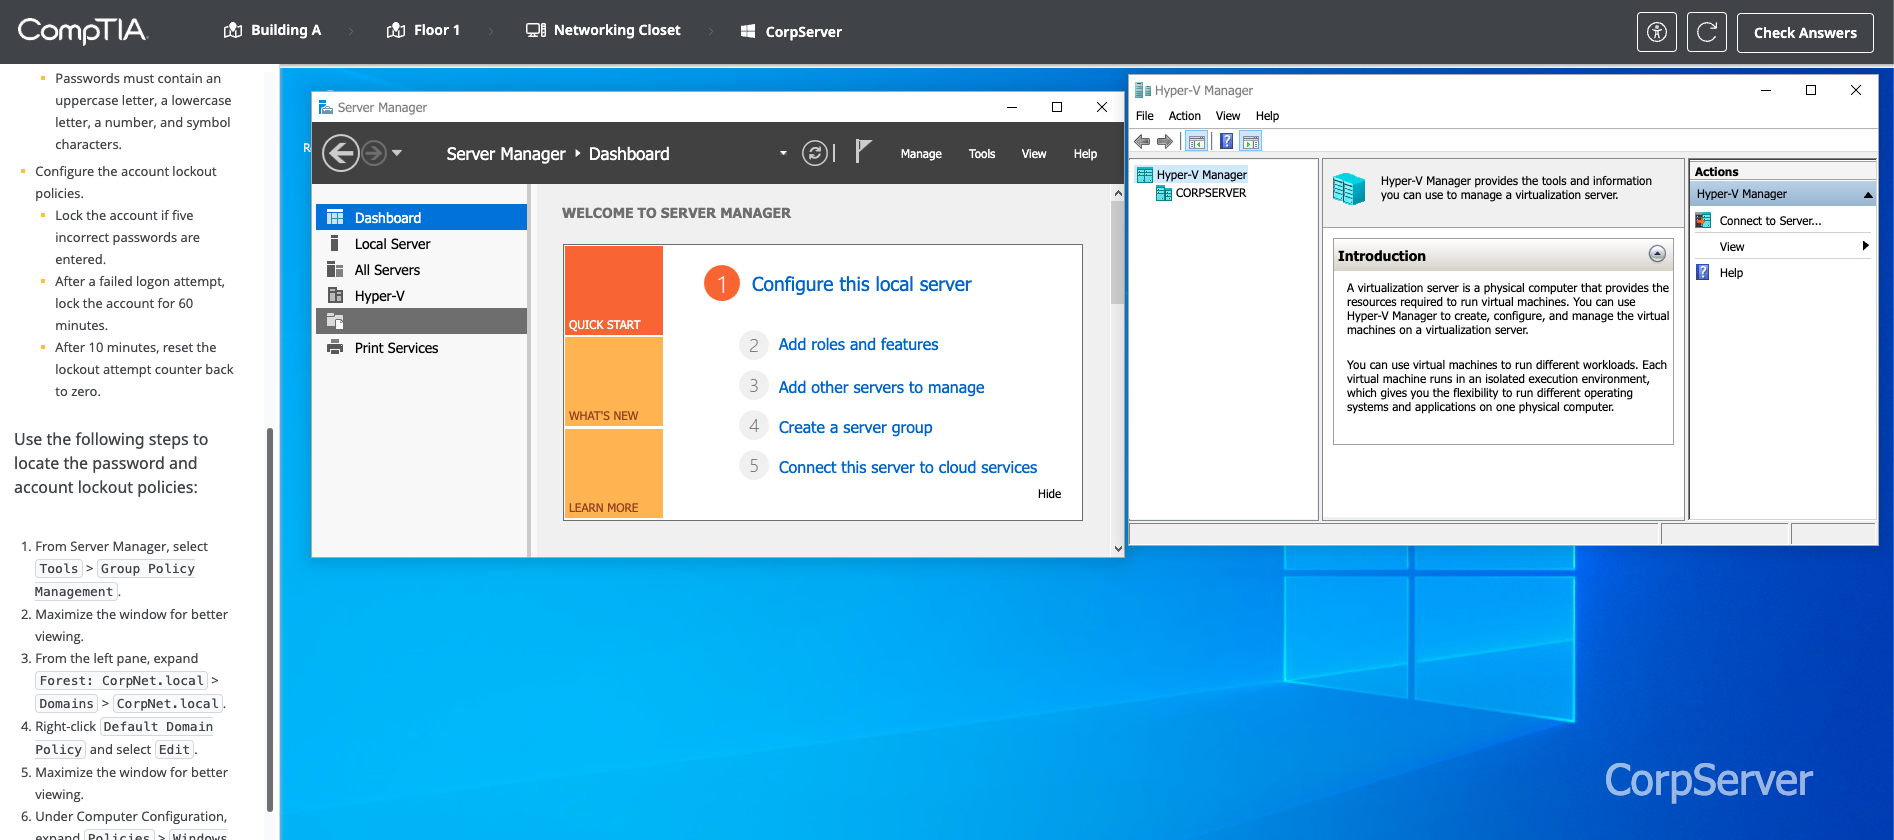 CompTIA
Building A
Floor 1
Networking Closet
CorpServer
Check Answers
Passwords must contain an
uppercase letter, a lowercase
letter, a number, and symbol
characters.
Configure the account lockout
policies.
Lock the account if five
incorrect passwords are
entered.
After a failed logon attempt,
lock the account for 60
minutes.
After 10 minutes, reset the
lockout attempt counter back
to zero.
Use the following steps to
locate the password and
account lockout policies:
1. From Server Manager, select
Tools > Group Policy
Management.
2. Maximize the window for better
viewing.
3. From the left pane, expand
Forest: CorpNet.local >
Domains > CorpNet.local.
4. Right-click Default Domain
Policy and select Edit.
5. Maximize the window for better
viewing.
6. Under Computer Configuration,
expand Policies > Windows
R
Server Manager
Server Manager ‣ Dashboard
Manage
Tools
View
Help
Dashboard
Local Server
All Servers
Hyper-V
Print Services
WELCOME TO SERVER MANAGER
QUICK START
WHAT'S NEW
LEARN MORE
1 Configure this local server
2 Add roles and features
3 Add other servers to manage
4 Create a server group
5 Connect this server to cloud services
Hide
Hyper-V Manager
File Action View Help
Hyper-V Manager
CORPSERVER
Hyper-V Manager provides the tools and information
you can use to manage a virtualization server.
Introduction
A virtualization server is a physical computer that provides the
resources required to run virtual machines. You can use
Hyper-V Manager to create, configure, and manage the virtual
machines on a virtualization server.
You can use virtual machines to run different workloads. Each
virtual machine runs in an isolated execution environment,
which gives you the flexibility to run different operating
systems and applications on one physical computer.
Actions
Hyper-V Manager
Connect to Server...
View
Help
CorpServer